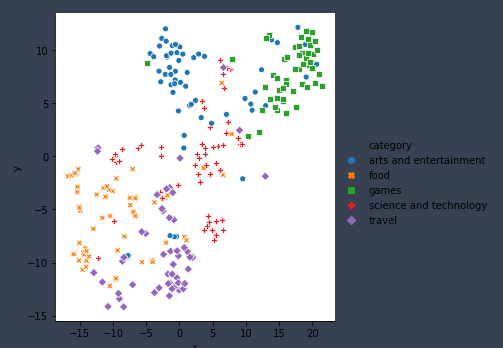 10
5
0
−5
−10
−15
y
−15 −10 −5 0 5 10 15 20
x
category
arts and entertainment
food
games
science and technology
travel